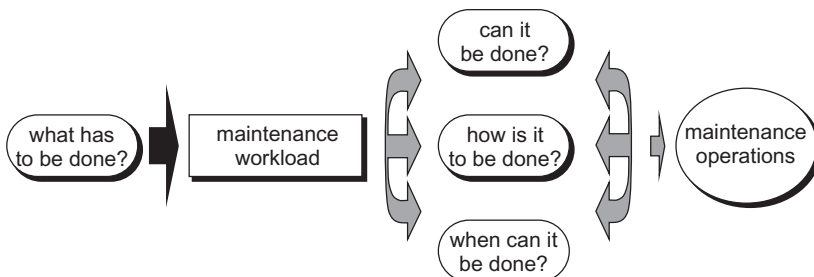 what has
to be done?
maintenance
workload
can it
be done?
how is it
to be done?
when can it
be done?
maintenance
operations